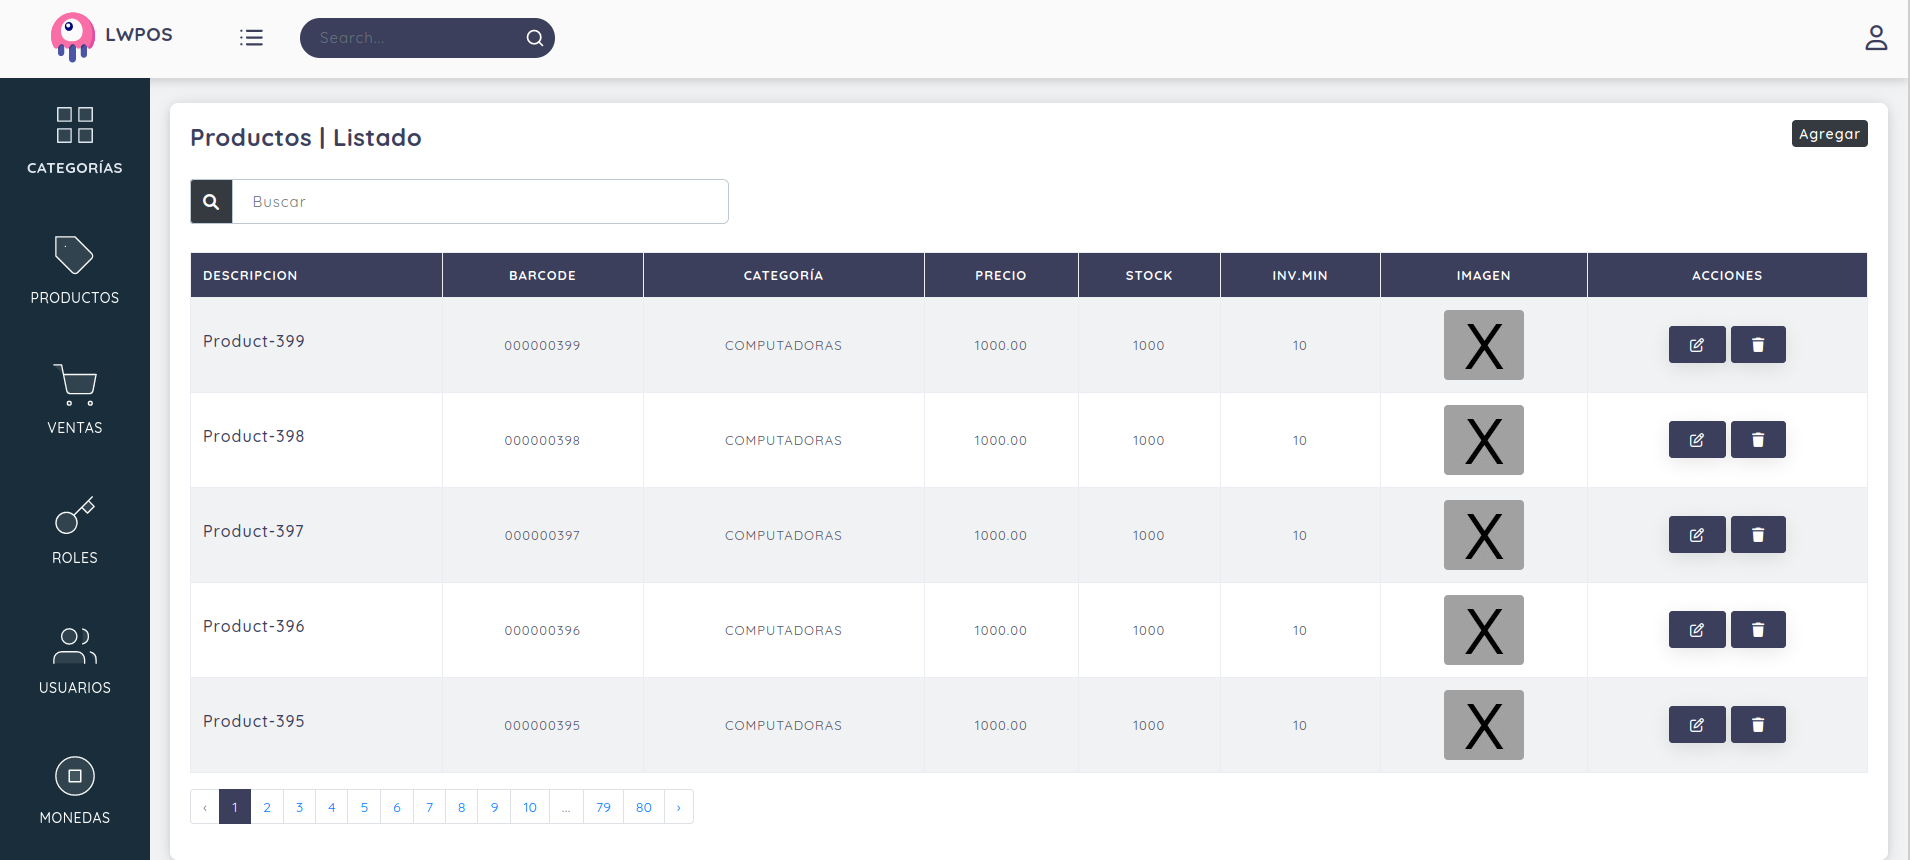 LWPOS
Search...
CATEGORÍAS
PRODUCTOS
VENTAS
ROLES
USUARIOS
MONEDAS
Productos | Listado
Agregar
Buscar
DESCRIPCION BARCODE CATEGORÍA PRECIO STOCK INV.MIN IMAGEN ACCIONES
Product-399 000000399 COMPUTADORAS 1000.00 1000 10 X
Product-398 000000398 COMPUTADORAS 1000.00 1000 10 X
Product-397 000000397 COMPUTADORAS 1000.00 1000 10 X
Product-396 000000396 COMPUTADORAS 1000.00 1000 10 X
Product-395 000000395 COMPUTADORAS 1000.00 1000 10 X
‹ 1 2 3 4 5 6 7 8 9 10 ... 79 80 ›